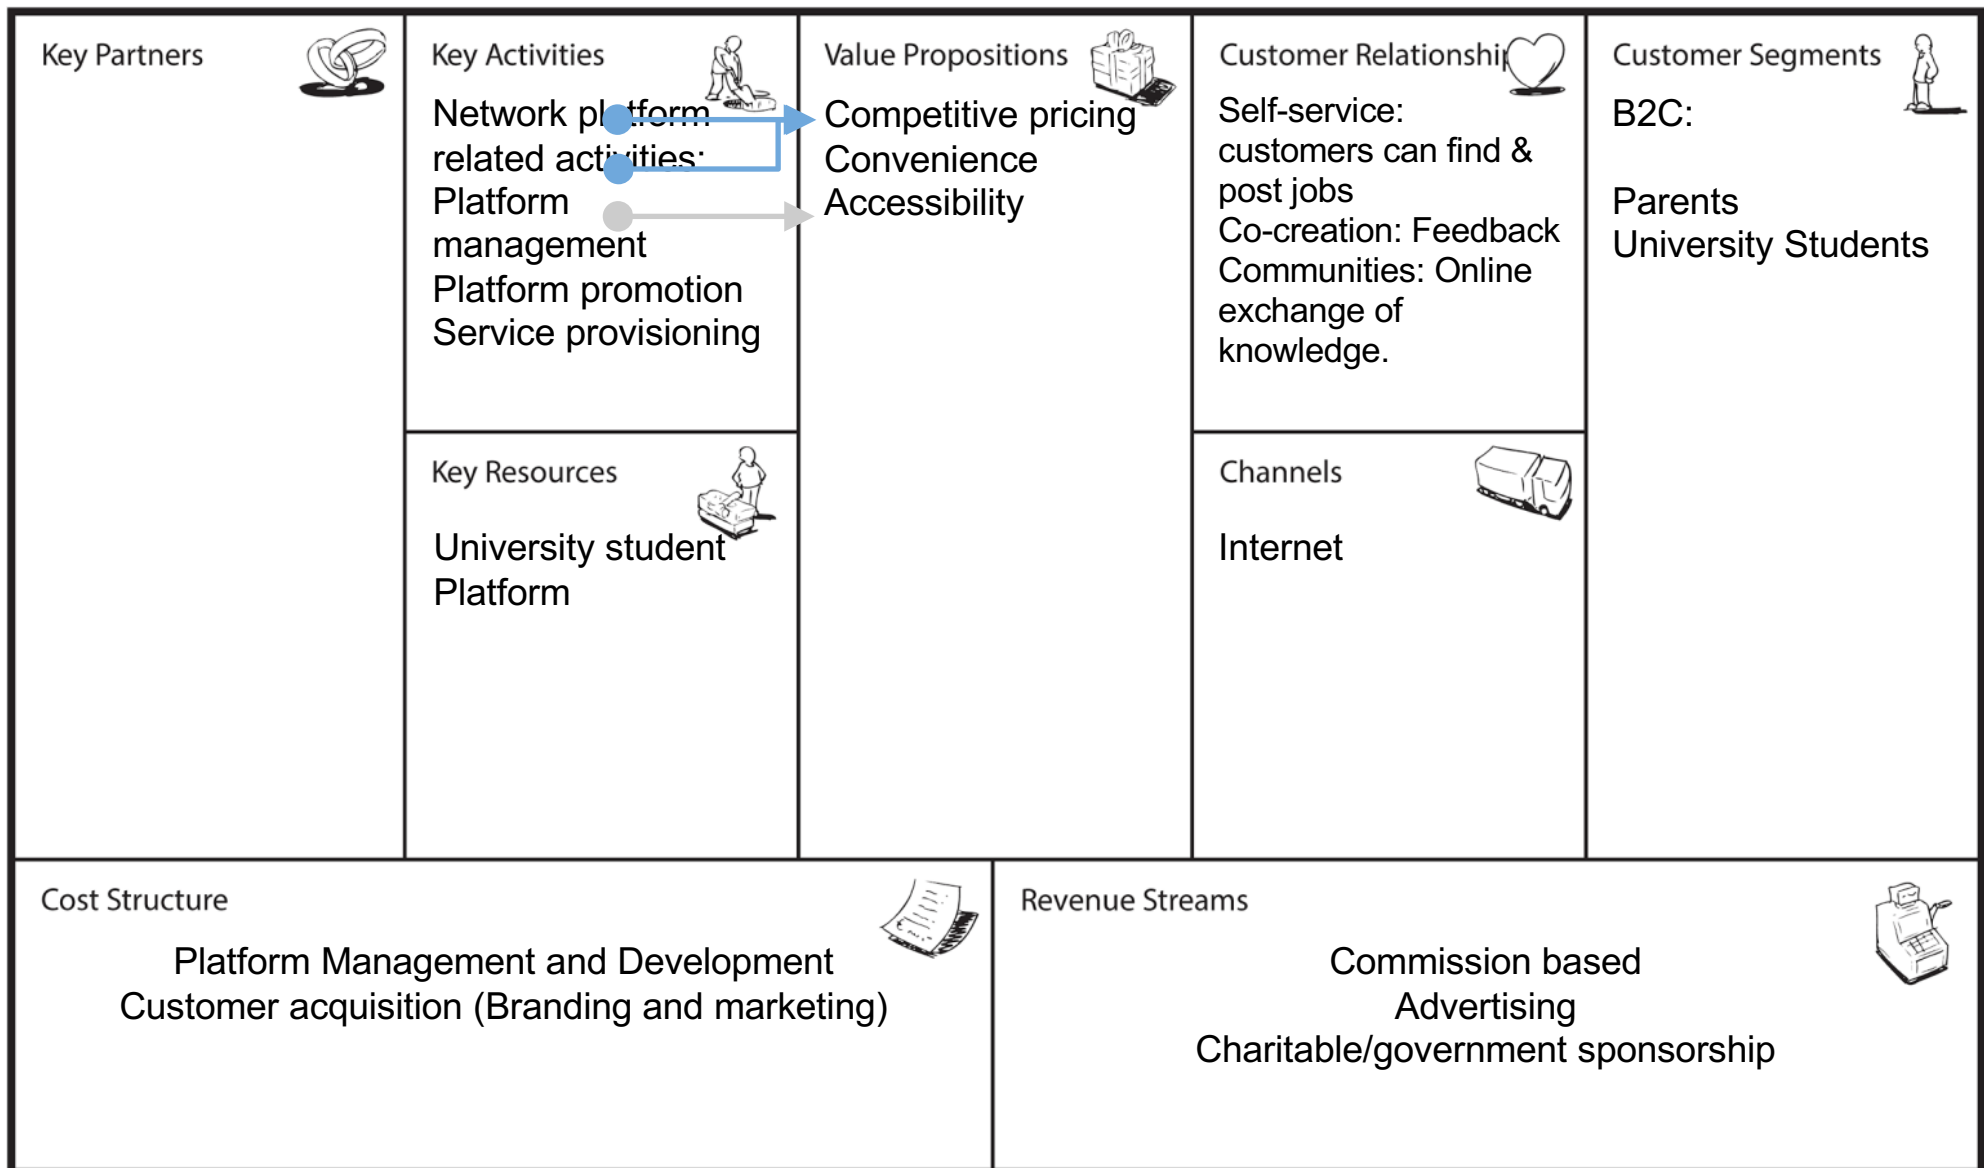 Key Partners
Key Activities
Network platform
related activities:
Platform
management
Platform promotion
Service provisioning
Key Resources
University student
Platform
Value Propositions
Competitive pricing
Convenience
Accessibility
Customer Relationship
Self-service:
customers can find &
post jobs
Co-creation: Feedback
Communities: Online
exchange of
knowledge.
Channels
Internet
Customer Segments
B2C:
Parents
University Students
Cost Structure
Platform Management and Development
Customer acquisition (Branding and marketing)
Revenue Streams
Commission based
Advertising
Charitable/government sponsorship